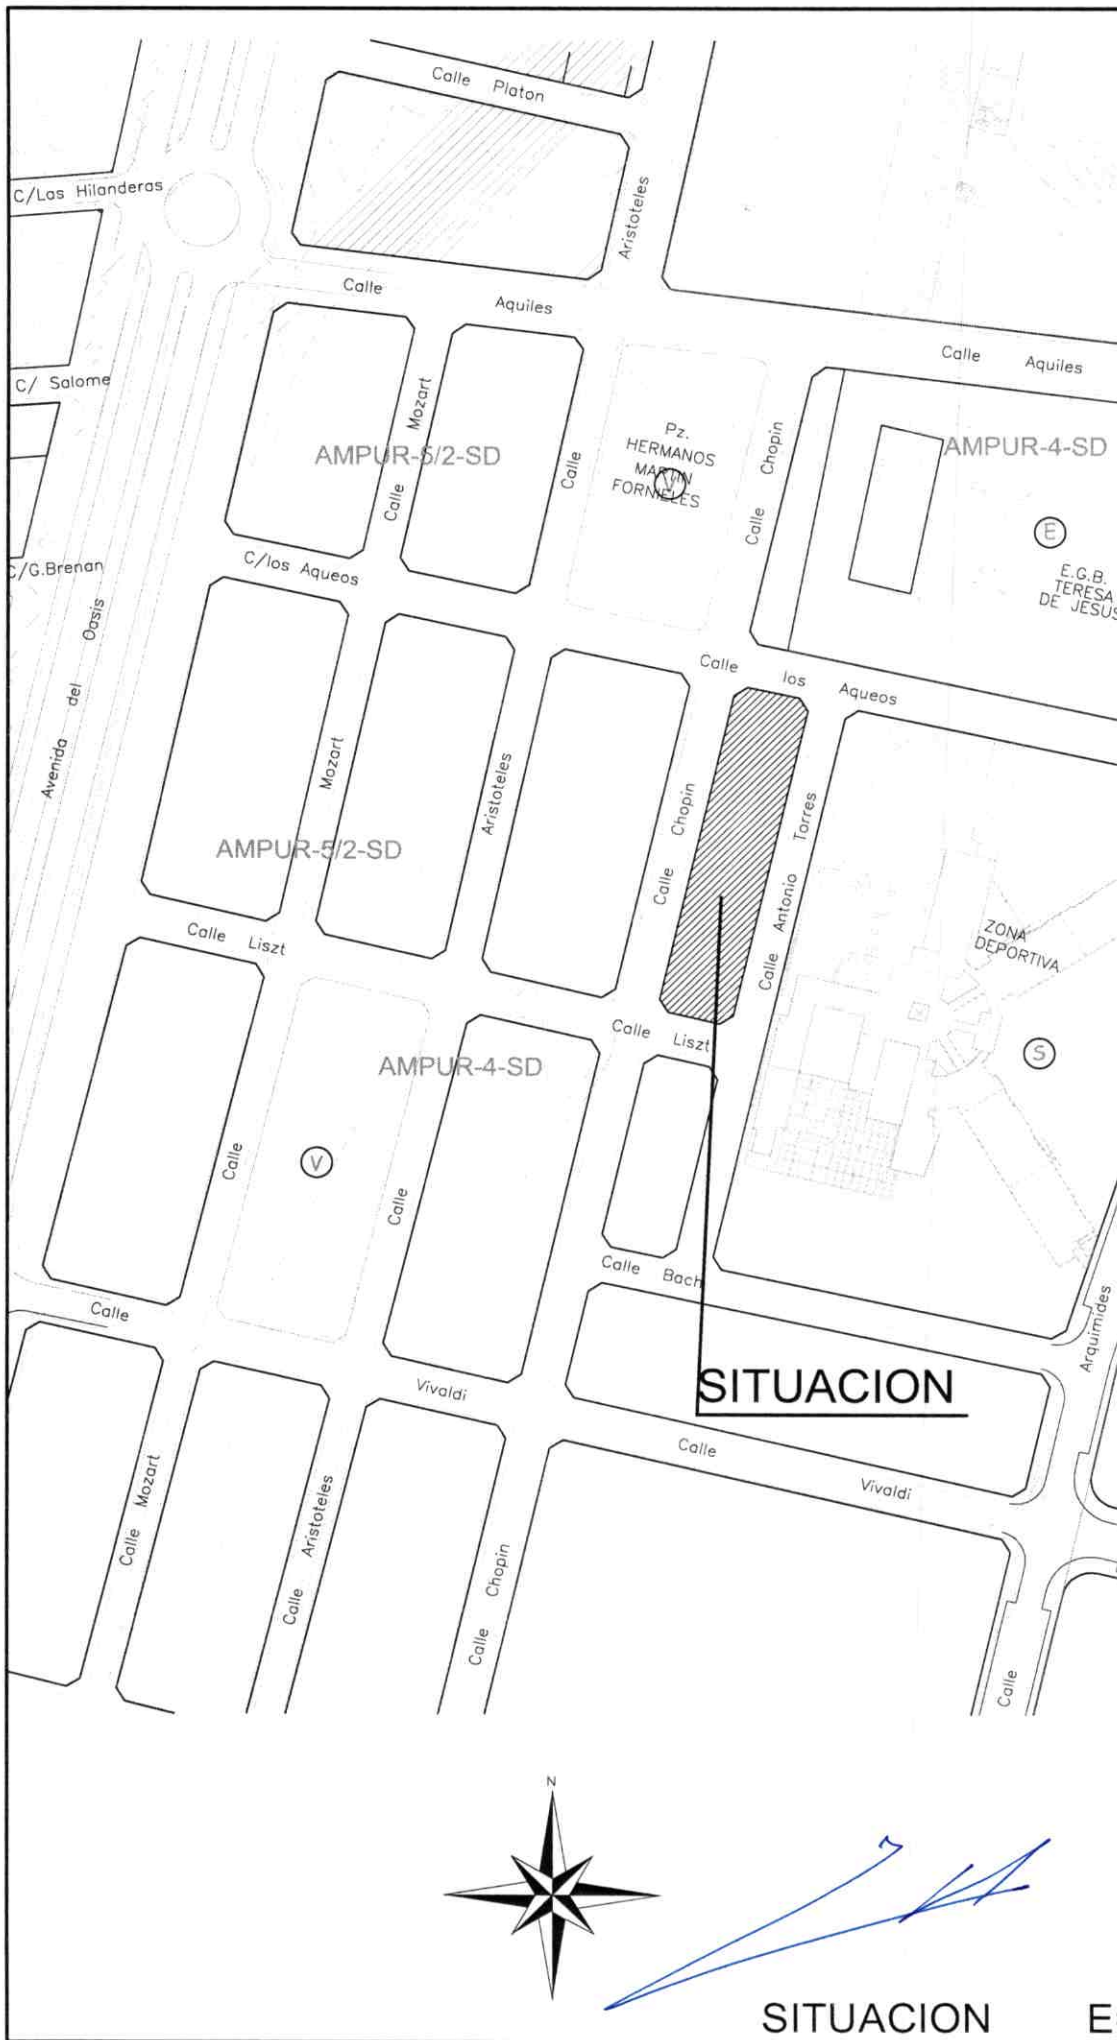 Calle Platon
C/Las Hilanderas
Aristoteles
Calle Aquiles
Calle Aquiles
C/ Salome
Calle Mozart
AMPUR-5/2-SD
Calle
Pz.
HERMANOS
MARTIN
FORNIELES
V
Calle Chopin
AMPUR-4-SD
E
E.G.B.
TERESA
DE JESUS
C/G.Brenan
C/los Aqueos
Avenida del Oasis
Calle los Aqueos
Mozart
Aristoteles
Calle Chopin
Calle Antonio Torres
AMPUR-5/2-SD
Calle Liszt
ZONA
DEPORTIVA
Calle Liszt
S
AMPUR-4-SD
Calle
V
Calle
Calle Bach
Calle
Arquimides
Vivaldi
SITUACION
Calle Vivaldi
Calle Mozart
Calle Aristoteles
Calle Chopin
Calle
N
SITUACION E